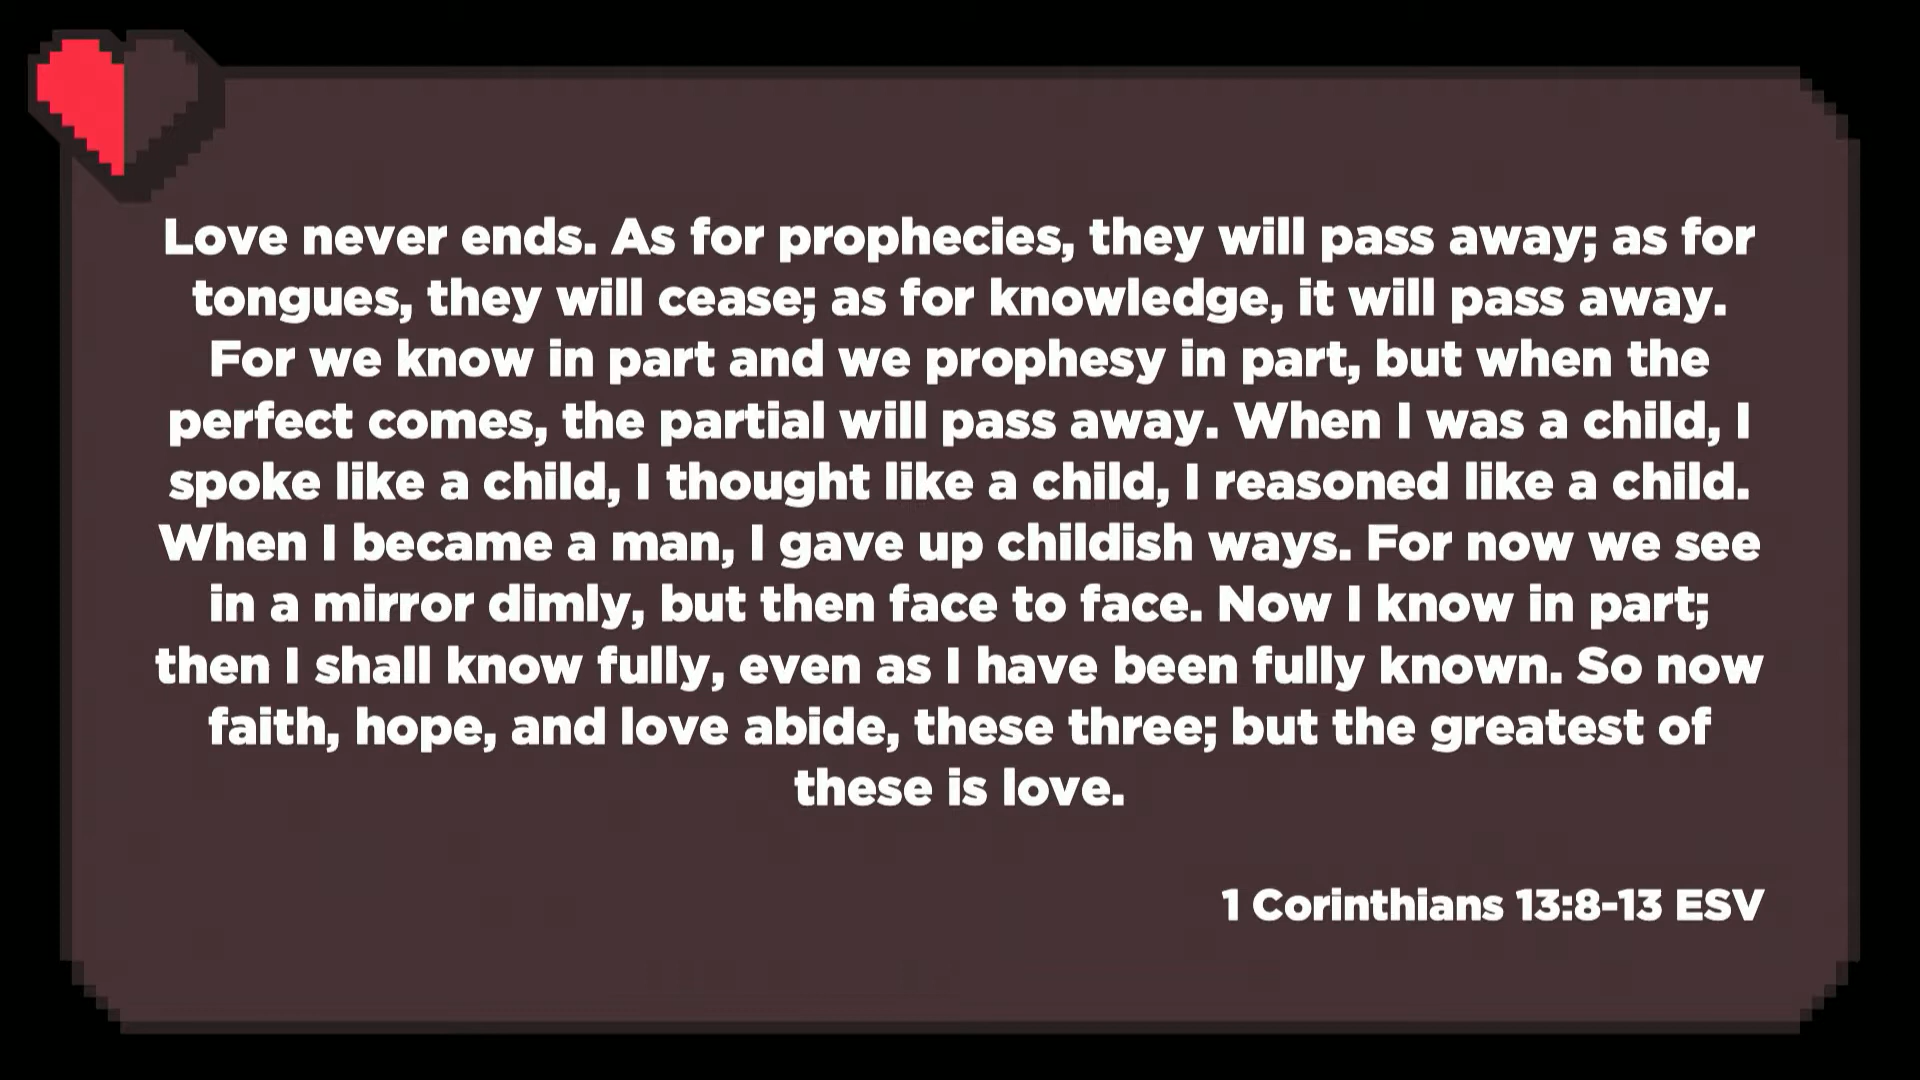 Love never ends. As for prophecies, they will pass away; as for
tongues, they will cease; as for knowledge, it will pass away.
For we know in part and we prophesy in part, but when the
perfect comes, the partial will pass away. When I was a child, I
spoke like a child, I thought like a child, I reasoned like a child.
When I became a man, I gave up childish ways. For now we see
in a mirror dimly, but then face to face. Now I know in part;
then I shall know fully, even as I have been fully known. So now
faith, hope, and love abide, these three; but the greatest of
these is love.
1 Corinthians 13:8-13 ESV